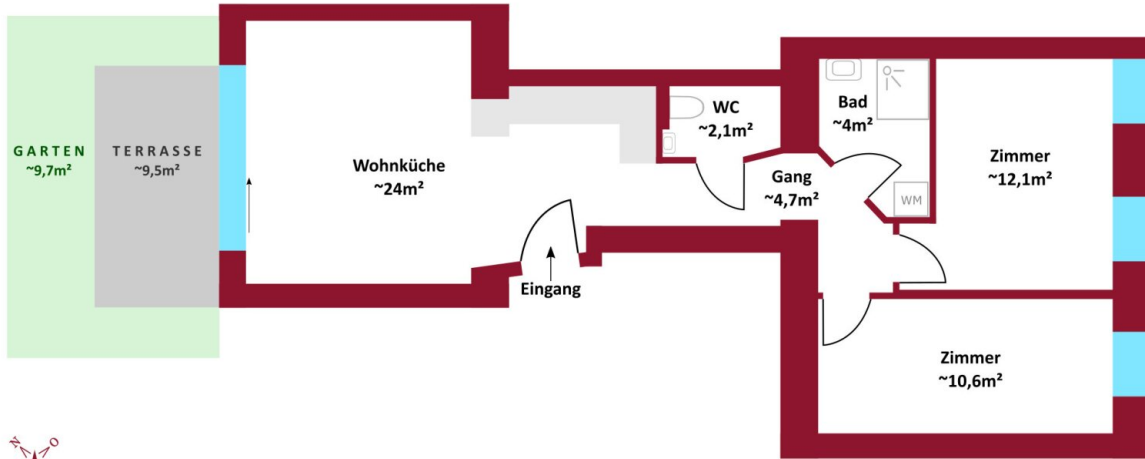 GARTEN
~9,7m²
TERRASSE
~9,5m²
Wohnküche
~24m²
Eingang
WC
~2,1m²
Gang
~4,7m²
Bad
~4m²
WM
Zimmer
~12,1m²
Zimmer
~10,6m²
N O